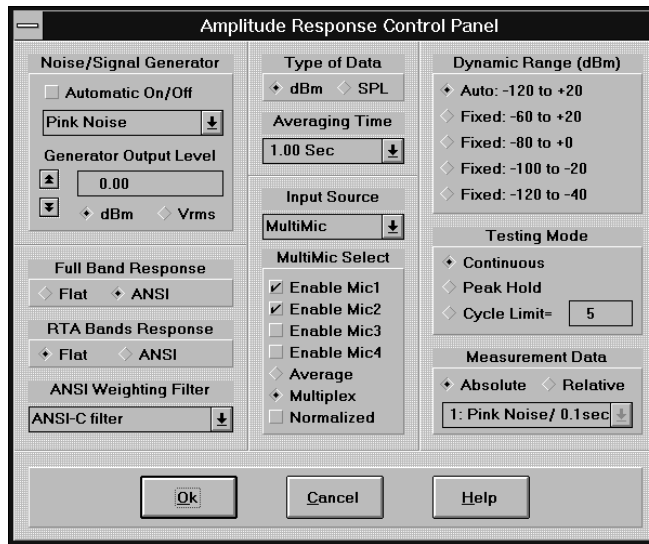 Amplitude Response Control Panel
Noise/Signal Generator
Automatic On/Off
Pink Noise
Generator Output Level
0.00
dBm Vrms
Full Band Response
Flat ANSI
RTA Bands Response
Flat ANSI
ANSI Weighting Filter
ANSI-C filter
Type of Data
dBm SPL
Averaging Time
1.00 Sec
Input Source
MultiMic
MultiMic Select
Enable Mic1
Enable Mic2
Enable Mic3
Enable Mic4
Average
Multiplex
Normalized
Dynamic Range (dBm)
Auto: -120 to +20
Fixed: -60 to +20
Fixed: -80 to +0
Fixed: -100 to -20
Fixed: -120 to -40
Testing Mode
Continuous
Peak Hold
Cycle Limit= 5
Measurement Data
Absolute Relative
1: Pink Noise/ 0.1sec
Ok Cancel Help